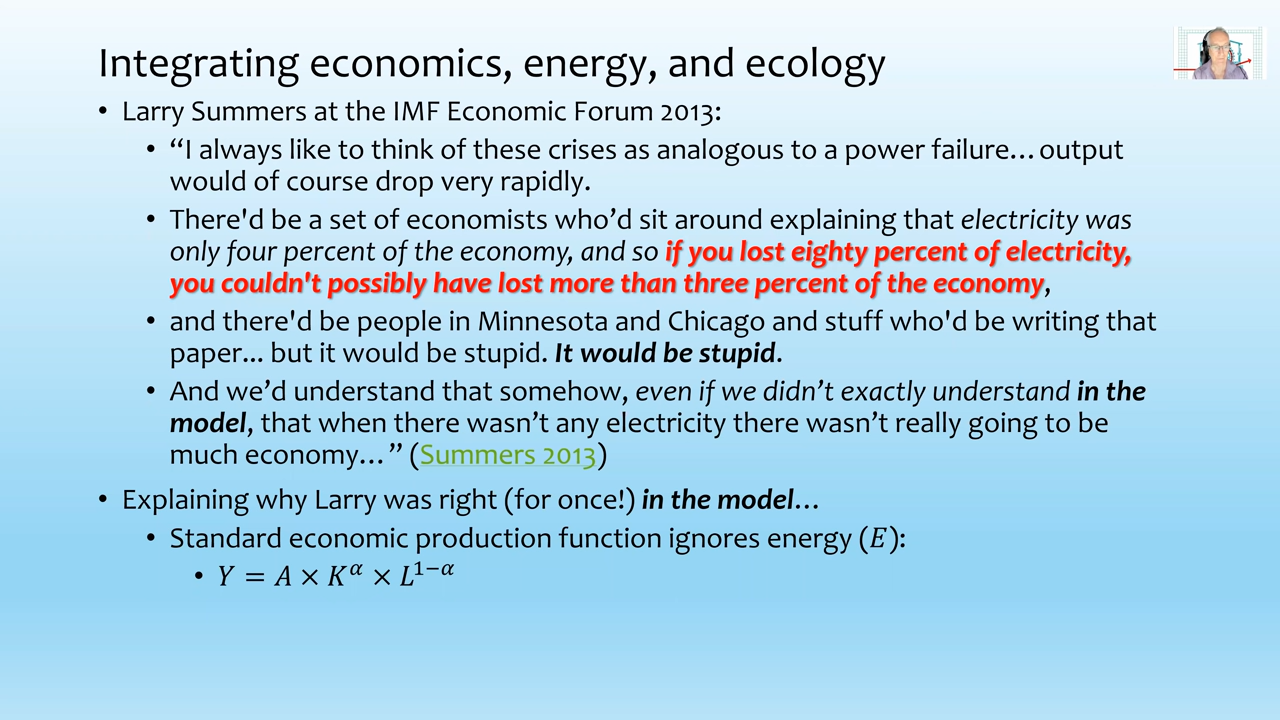 Integrating economics, energy, and ecology
• Larry Summers at the IMF Economic Forum 2013:
• “I always like to think of these crises as analogous to a power failure…output
would of course drop very rapidly.
• There'd be a set of economists who’d sit around explaining that electricity was
only four percent of the economy, and so if you lost eighty percent of electricity,
you couldn't possibly have lost more than three percent of the economy,
• and there'd be people in Minnesota and Chicago and stuff who'd be writing that
paper... but it would be stupid. It would be stupid.
• And we’d understand that somehow, even if we didn’t exactly understand in the
model, that when there wasn’t any electricity there wasn’t really going to be
much economy…” (Summers 2013)
• Explaining why Larry was right (for once!) in the model…
• Standard economic production function ignores energy (𝐸):
• 𝑌 = 𝐴 × 𝐾^𝛼 × 𝐿^{1−𝛼}